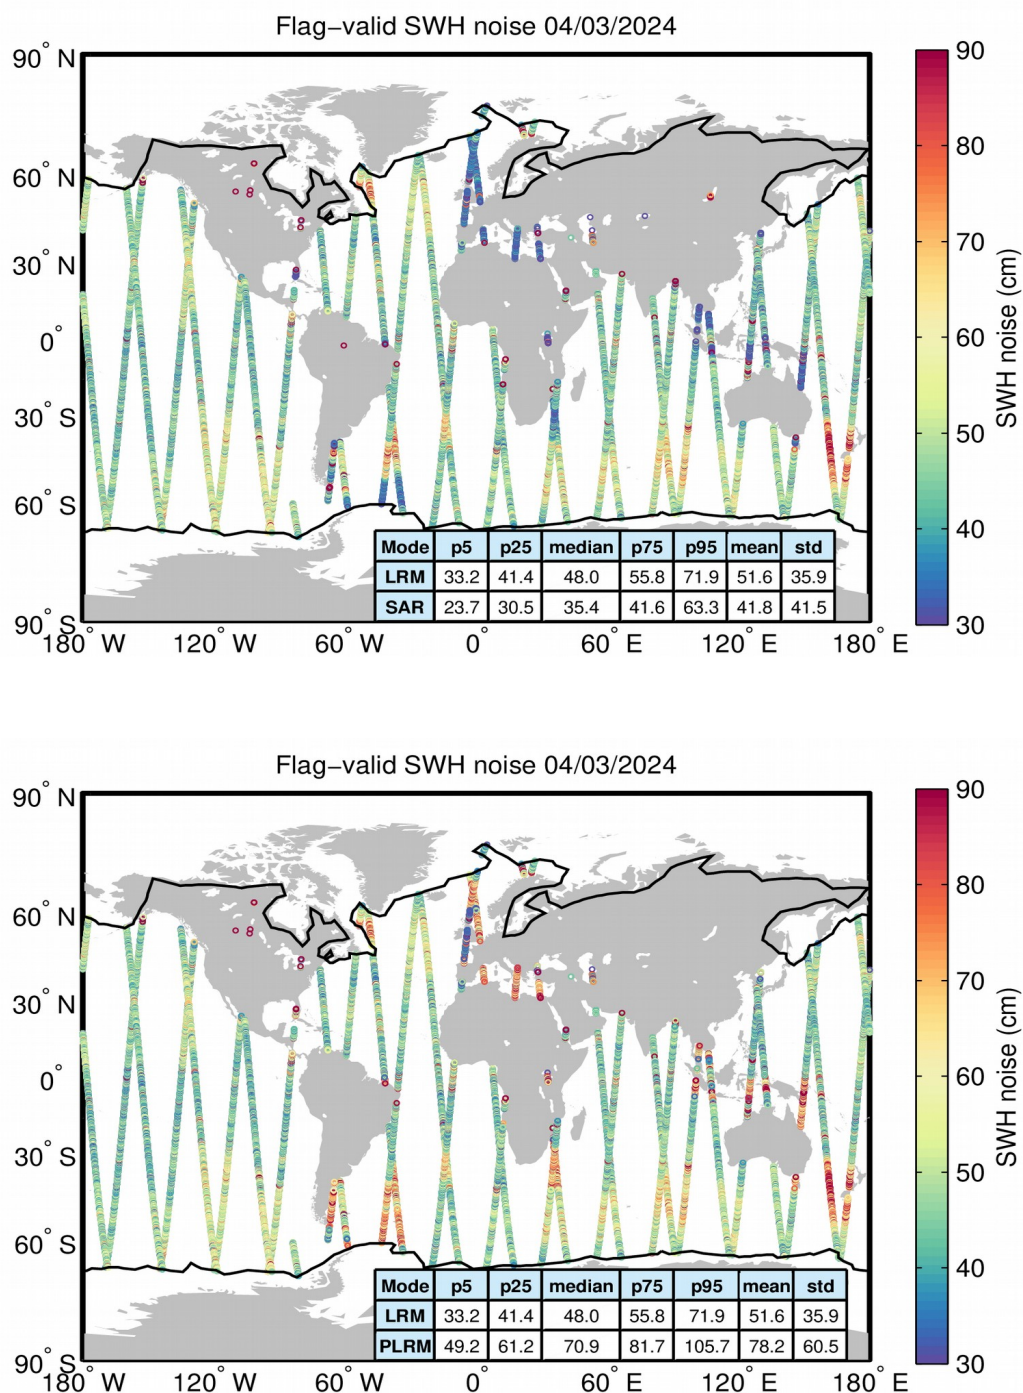 Flag−valid SWH noise 04/03/2024
90° N
60° N
30° N
0°
30° S
60° S
90° S
180° W
120° W
60° W
0°
60° E
120° E
180° E
90
80
70
60
50
40
30
SWH noise (cm)
Mode p5 p25 median p75 p95 mean std
LRM 33.2 41.4 48.0 55.8 71.9 51.6 35.9
SAR 23.7 30.5 35.4 41.6 63.3 41.8 41.5
Flag−valid SWH noise 04/03/2024
90° N
60° N
30° N
0°
30° S
60° S
90° S
180° W
120° W
60° W
0°
60° E
120° E
180° E
90
80
70
60
50
40
30
SWH noise (cm)
Mode p5 p25 median p75 p95 mean std
LRM 33.2 41.4 48.0 55.8 71.9 51.6 35.9
PLRM 49.2 61.2 70.9 81.7 105.7 78.2 60.5